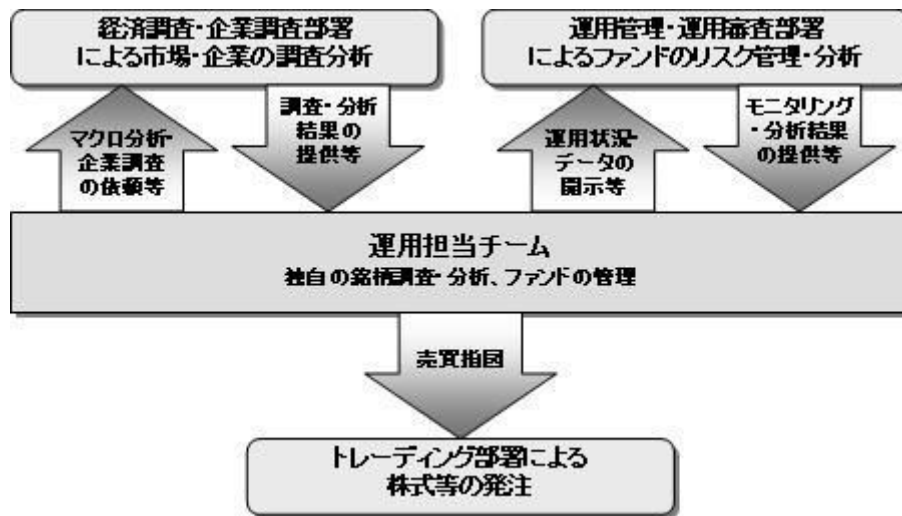 経済調査・企業調査部署
による市場・企業の調査分析
運用管理・運用審査部署
によるファンドのリスク管理・分析
マクロ分析・
企業調査
の依頼等
調査・分析
結果の
提供等
運用状況・
データの
開示等
モニタリング
・分析結果
の提供等
運用担当チーム
独自の銘柄調査・分析、ファンドの管理
売買指図
トレーディング部署による
株式等の発注